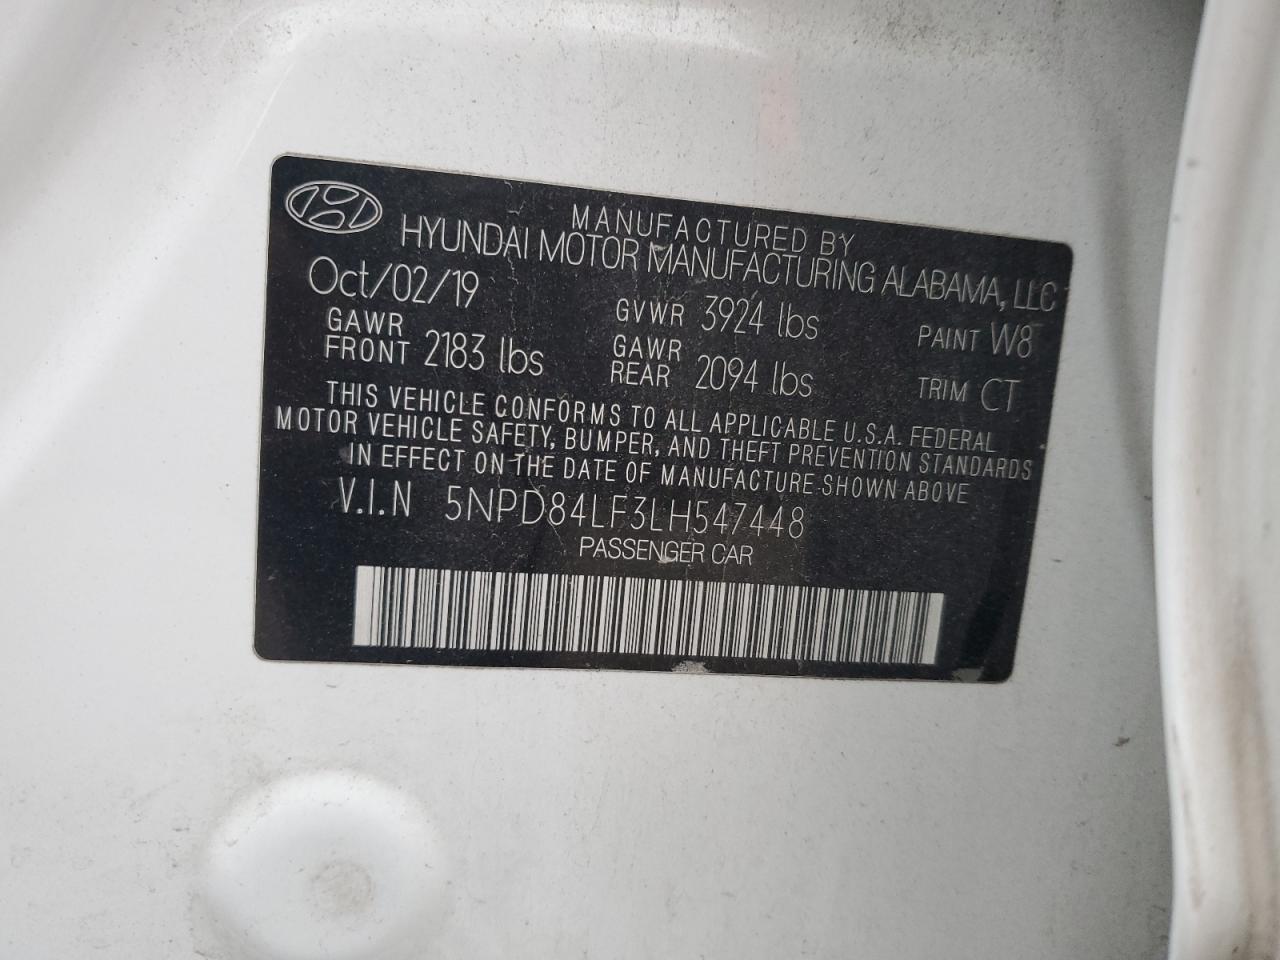 MANUFACTURED BY
HYUNDAI MOTOR MANUFACTURING ALABAMA, LLC
Oct/02/19 GVWR 3924 lbs PAINT W8
GAWR FRONT 2183 lbs GAWR REAR 2094 lbs TRIM CT
THIS VEHICLE CONFORMS TO ALL APPLICABLE U.S.A. FEDERAL
MOTOR VEHICLE SAFETY, BUMPER, AND THEFT PREVENTION STANDARDS
IN EFFECT ON THE DATE OF MANUFACTURE SHOWN ABOVE
V.I.N 5NPD84LF3LH547448
PASSENGER CAR